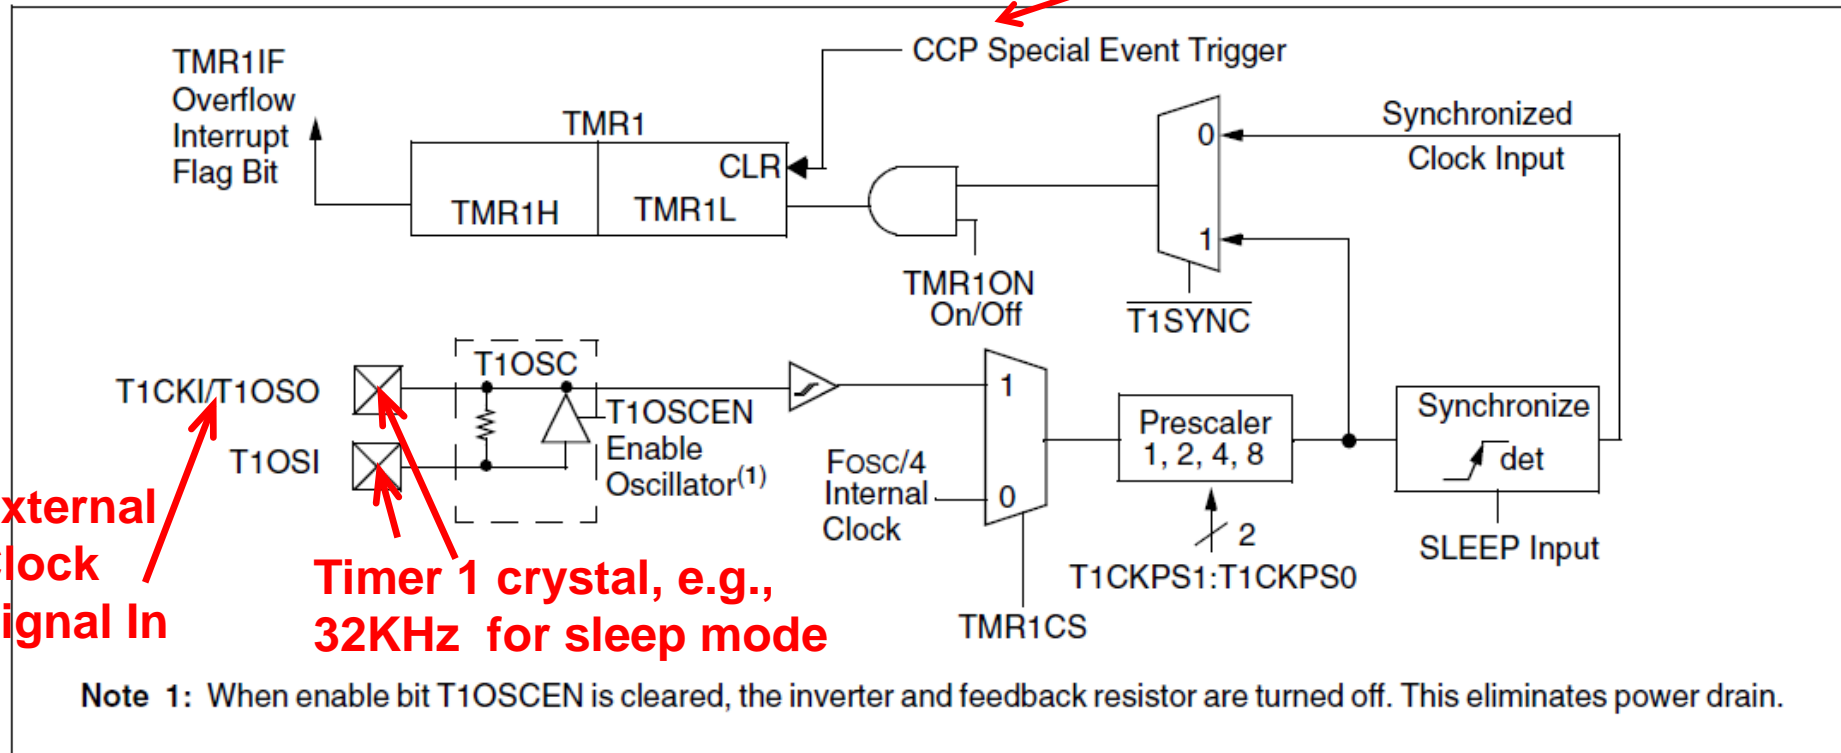 CCP Special Event Trigger
TMR1IF
Overflow
Interrupt
Flag Bit
TMR1
CLR
TMR1H
TMR1L
TMR1ON
On/Off
0
1
T1SYNC
Synchronized
Clock Input
T1CKI/T1OSO
T1OSI
T1OSC
T1OSCEN
Enable
Oscillator(1)
FOSC/4
Internal
Clock
1
0
TMR1CS
Prescaler
1, 2, 4, 8
2
T1CKPS1:T1CKPS0
Synchronize
det
SLEEP Input
xternal
lock
ignal In
Timer 1 crystal, e.g.,
32KHz for sleep mode
Note 1: When enable bit T1OSCEN is cleared, the inverter and feedback resistor are turned off. This eliminates power drain.